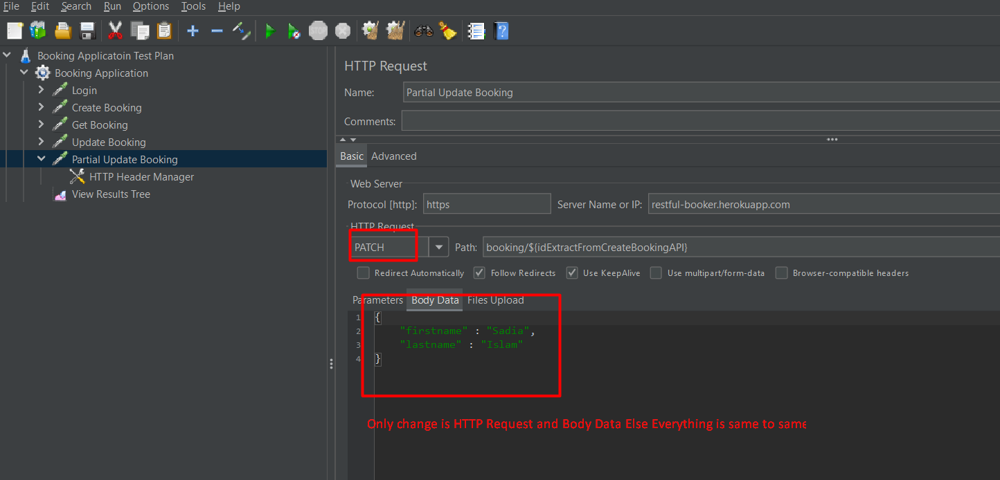 File Edit Search Run Options Tools Help
STOP
Booking Applicatoin Test Plan
Booking Application
Login
Create Booking
Get Booking
Update Booking
Partial Update Booking
HTTP Header Manager
View Results Tree
HTTP Request
Name: Partial Update Booking
Comments:
Basic Advanced
Web Server
Protocol [http]: https Server Name or IP: restful-booker.herokuapp.com
HTTP Request
PATCH Path: booking/${idExtractFromCreateBookingAPI}
Redirect Automatically Follow Redirects Use KeepAlive Use multipart/form-data Browser-compatible headers
Parameters Body Data Files Upload
1 {
2 "firstname" : "Sadia",
3 "lastname" : "Islam"
4 }
Only change is HTTP Request and Body Data Else Everything is same to same